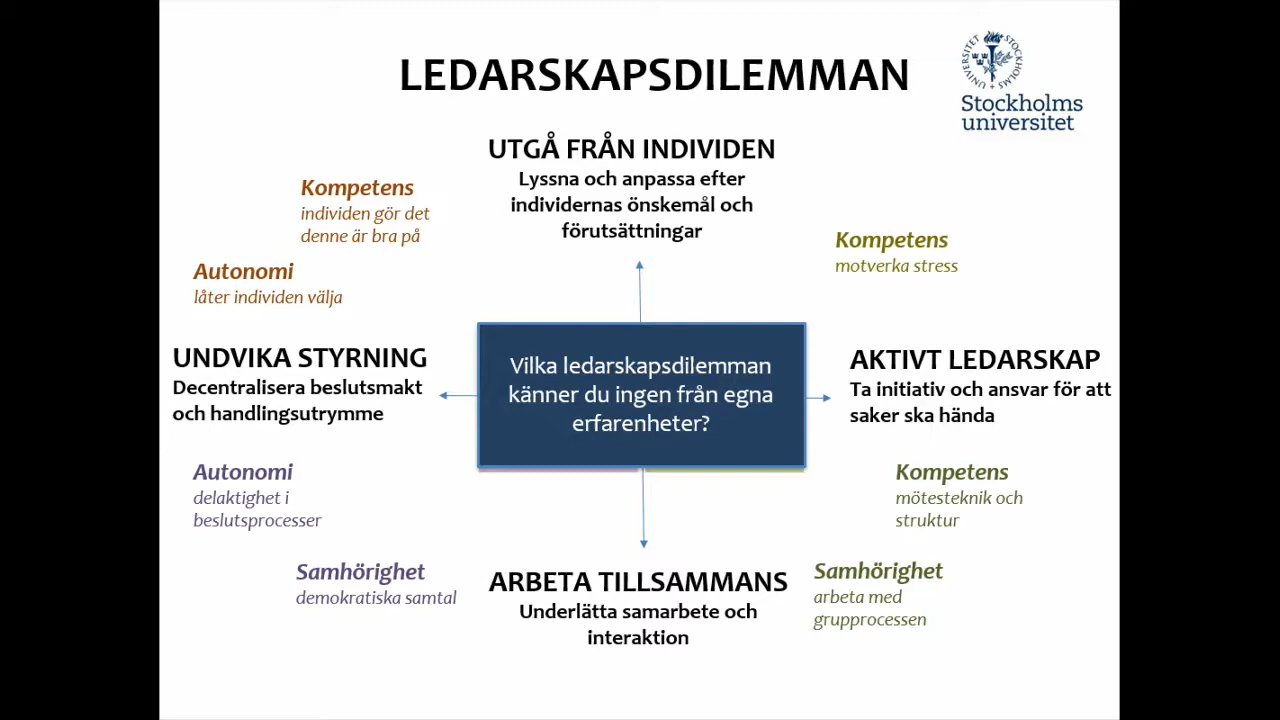 LEDARSKAPSDILEMMAN
UNIVERSITET STOCKHOLMS
Stockholms
universitet
UTGÅ FRÅN INDIVIDEN
Lyssna och anpassa efter
individernas önskemål och
förutsättningar
Kompetens
individen gör det
denne är bra på
Autonomi
låter individen välja
Kompetens
motverka stress
UNDVIKA STYRNING
Decentralisera beslutsmakt
och handlingsutrymme
Vilka ledarskapsdilemman
känner du ingen från egna
erfarenheter?
AKTIVT LEDARSKAP
Ta initiativ och ansvar för att
saker ska hända
Autonomi
delaktighet i
beslutsprocesser
Samhörighet
demokratiska samtal
ARBETA TILLSAMMANS
Underlätta samarbete och
interaktion
Kompetens
mötesteknik och
struktur
Samhörighet
arbeta med
grupprocessen